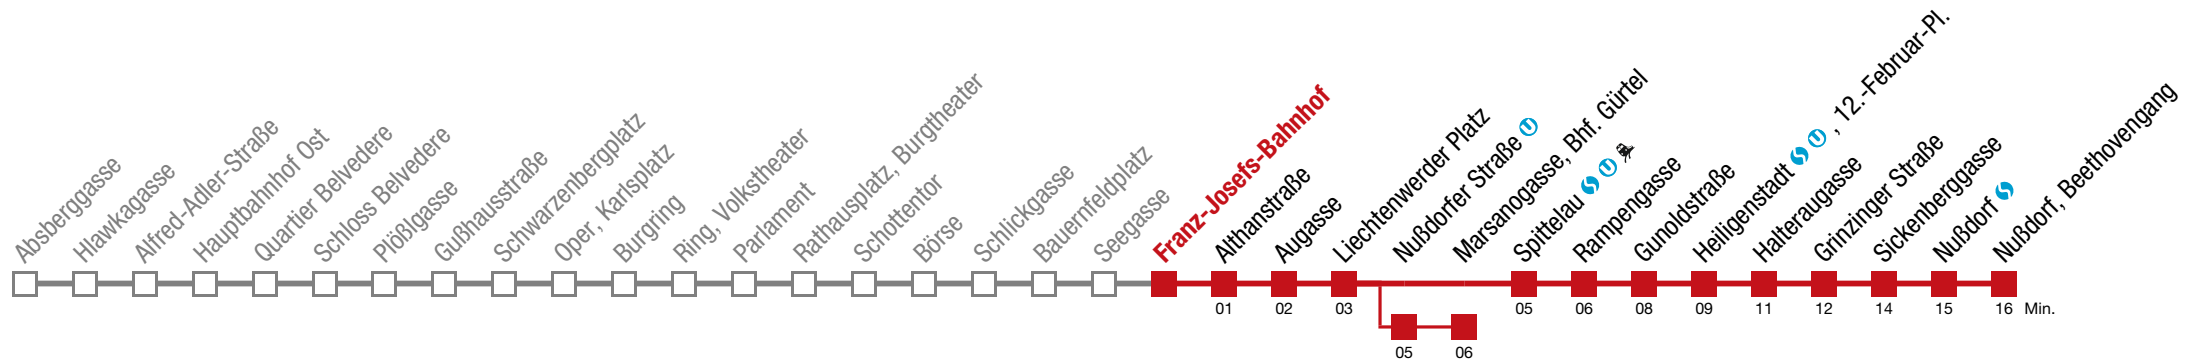 Absberggasse
Hlawkagasse
Alfred-Adler-Straße
Hauptbahnhof Ost
Quartier Belvedere
Schloss Belvedere
Plößlgasse
Gußhausstraße
Schwarzenbergplatz
Oper, Karlsplatz
Burgring
Ring, Volkstheater
Parlament
Rathausplatz, Burgtheater
Schottentor
Börse
Schlickgasse
Bauernfeldplatz
Seegasse
Franz-Josefs-Bahnhof
Althanstraße
Augasse
Liechtenwerder Platz
Nußdorfer Straße U
Marsanogasse, Bhf. Gürtel
Spittelau S U
Rampengasse
Gunoldstraße
Heiligenstadt S U , 12.-Februar-Pl.
Halteraugasse
Grinzinger Straße
Sickenberggasse
Nußdorf S
Nußdorf, Beethovengang
01 02 03 05 06 08 09 11 12 14 15 16 Min.
05 06